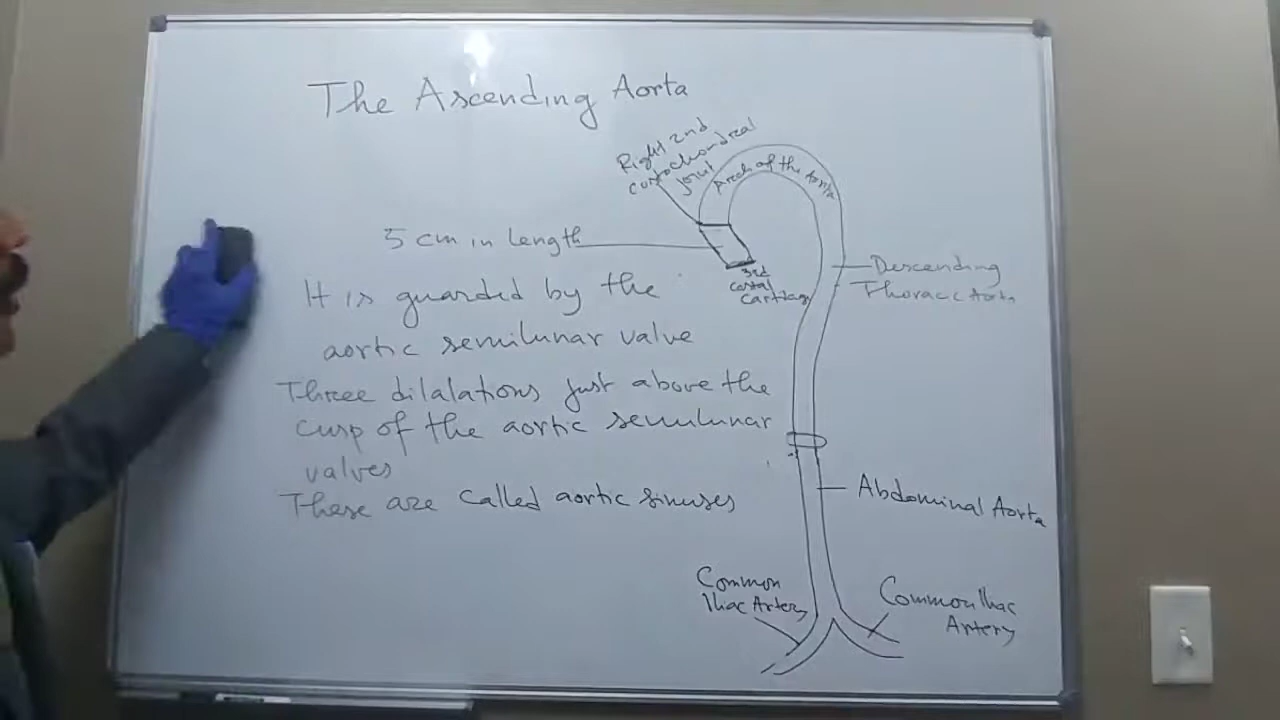 The Ascending Aorta
Right 2nd
costochondreal
joint
Arch of the Aorta
5 cm in length
3rd
costal
cartilage
Descending
Thoracic Aorta
It is guarded by the
aortic semilunar valve
Three dilalations just above the
cusp of the aortic semilunar
valves
These are called aortic sinuses
Abdominal Aorta
Common
Iliac Artery
Common Iliac
Artery